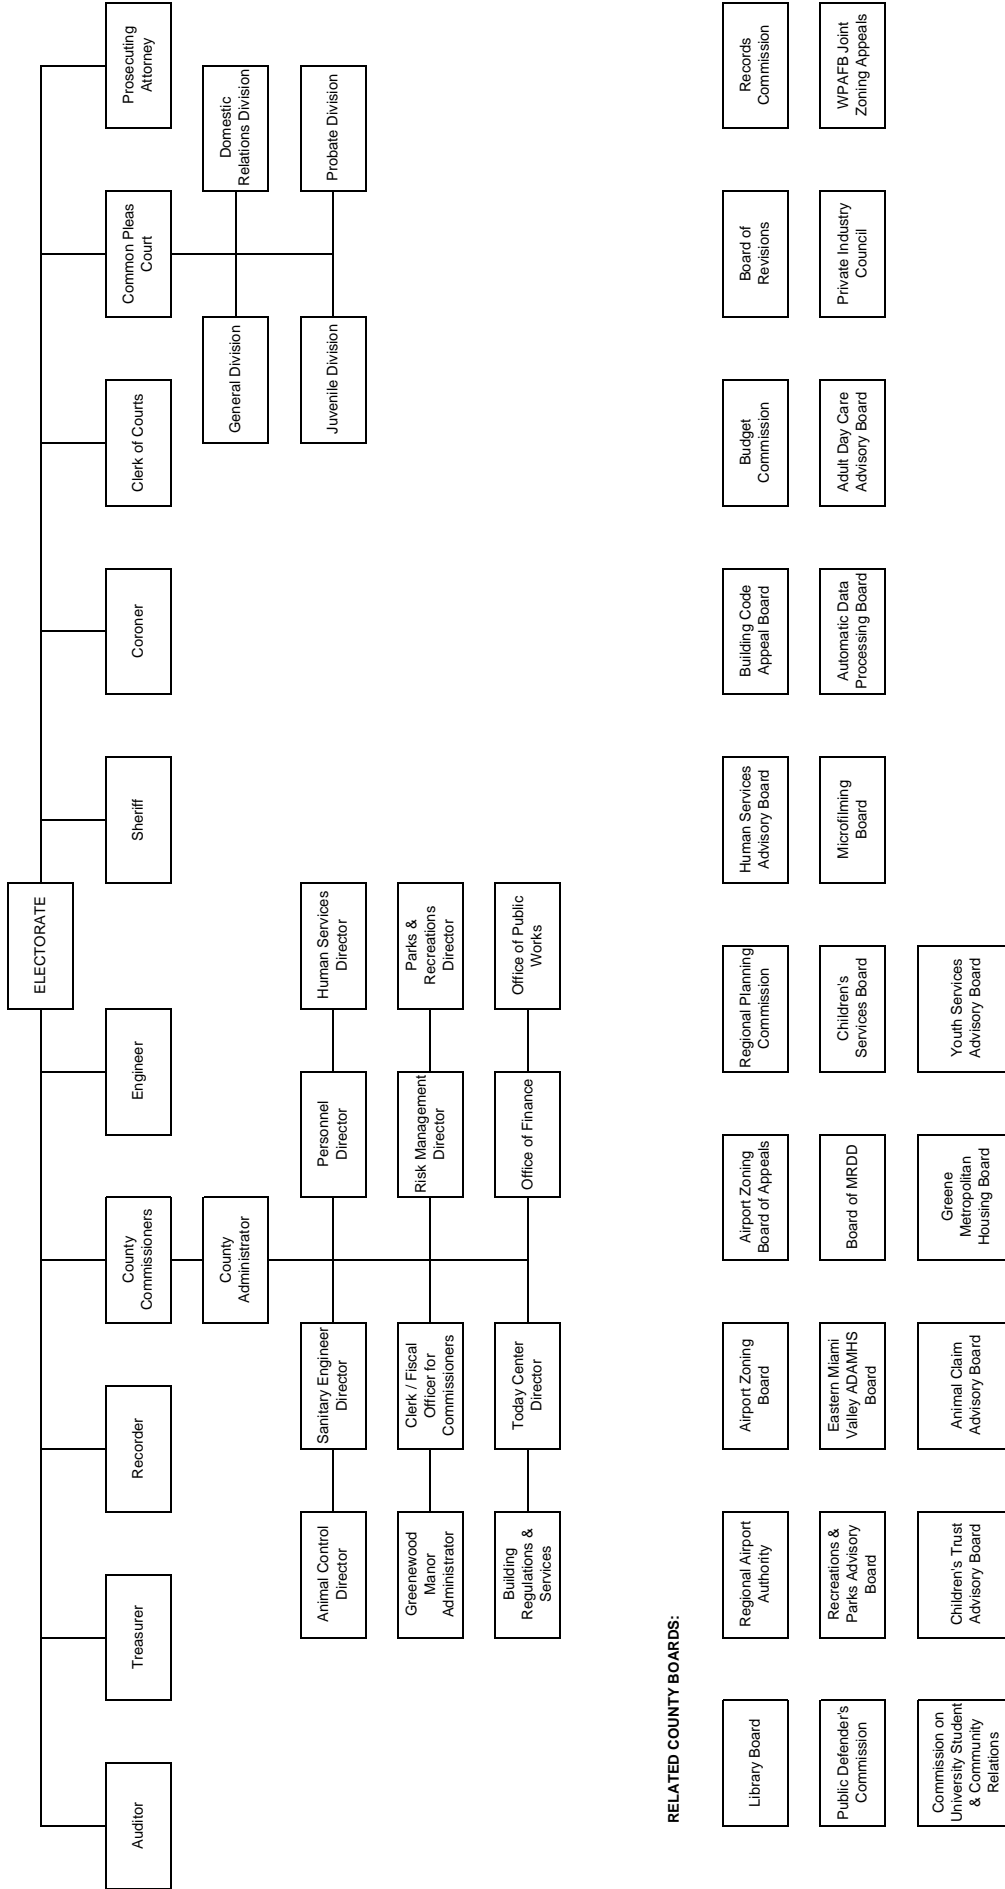 ELECTORATE
Auditor
Treasurer
Recorder
County
Commissioners
Engineer
Sheriff
Coroner
Clerk of Courts
Common Pleas
Court
Prosecuting
Attorney
County
Administrator
General Division
Domestic
Relations Division
Juvenile Division
Probate Division
Animal Control
Director
Sanitary Engineer
Director
Personnel
Director
Human Services
Director
Greenewood
Manor
Administrator
Clerk / Fiscal
Officer for
Commissioners
Risk Management
Director
Parks &
Recreations
Director
Building
Regulations &
Services
Today Center
Director
Office of Finance
Office of Public
Works
RELATED COUNTY BOARDS:
Library Board
Regional Airport
Authority
Airport Zoning
Board
Airport Zoning
Board of Appeals
Regional Planning
Commission
Human Services
Advisory Board
Building Code
Appeal Board
Budget
Commission
Board of
Revisions
Records
Commission
Public Defender's
Commission
Recreations &
Parks Advisory
Board
Eastern Miami
Valley ADAMHS
Board
Board of MRDD
Children's
Services Board
Microfilming
Board
Automatic Data
Processing Board
Adult Day Care
Advisory Board
Private Industry
Council
WPAFB Joint
Zoning Appeals
Commission on
University Student
& Community
Relations
Children's Trust
Advisory Board
Animal Claim
Advisory Board
Greene
Metropolitan
Housing Board
Youth Services
Advisory Board